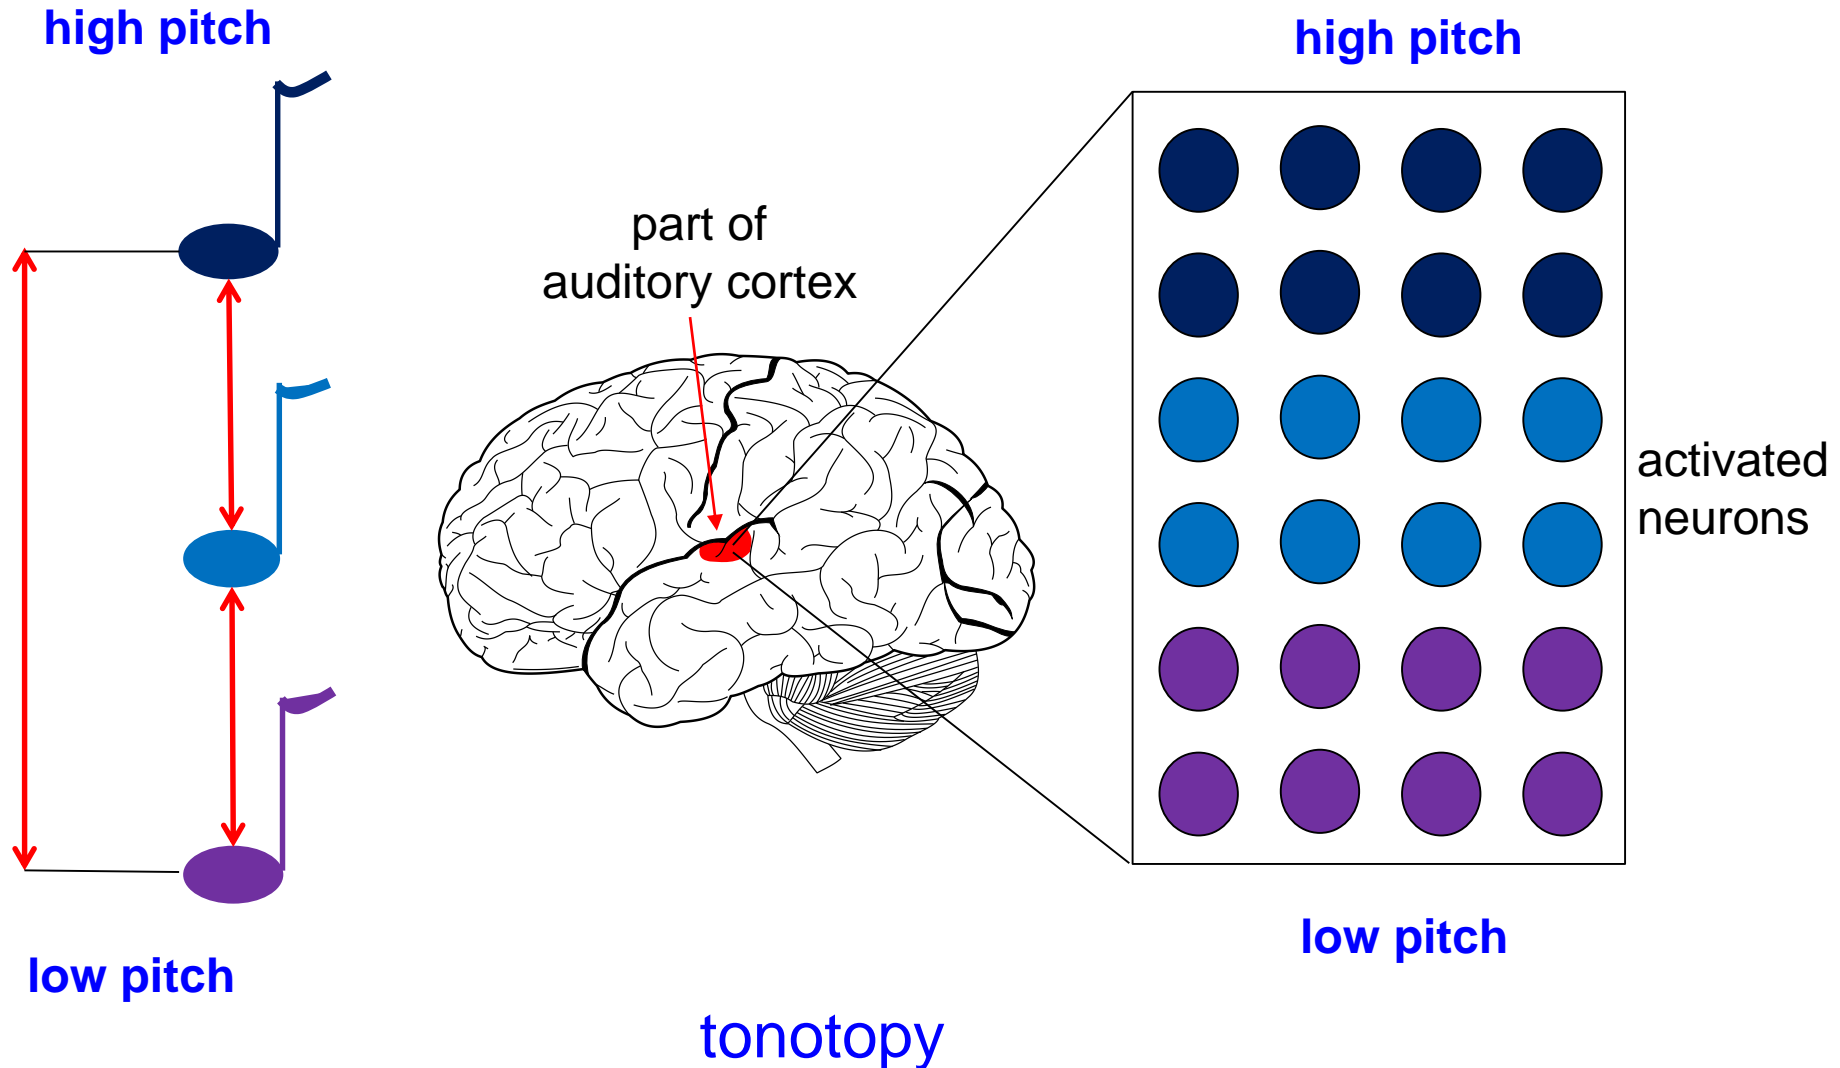 high pitch
low pitch
part of
auditory cortex
high pitch
activated
neurons
low pitch
tonotopy